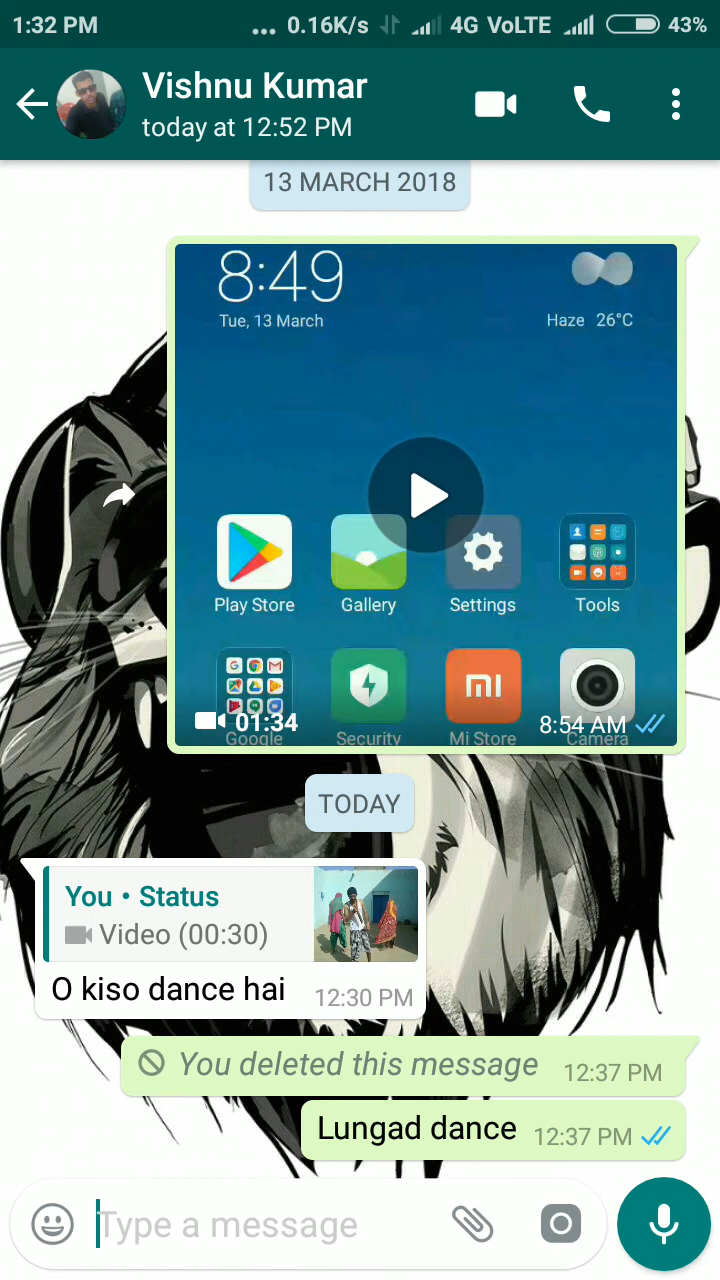 1:32 PM ... 0.16K/s 4G VoLTE 43%
Vishnu Kumar
today at 12:52 PM
13 MARCH 2018
8:49
Tue, 13 March
Haze 26°C
Play Store Gallery Settings Tools
01:34 8:54 AM
Google Security Mi Store Camera
TODAY
You • Status
Video (00:30)
O kiso dance hai 12:30 PM
You deleted this message 12:37 PM
Lungad dance 12:37 PM
Type a message